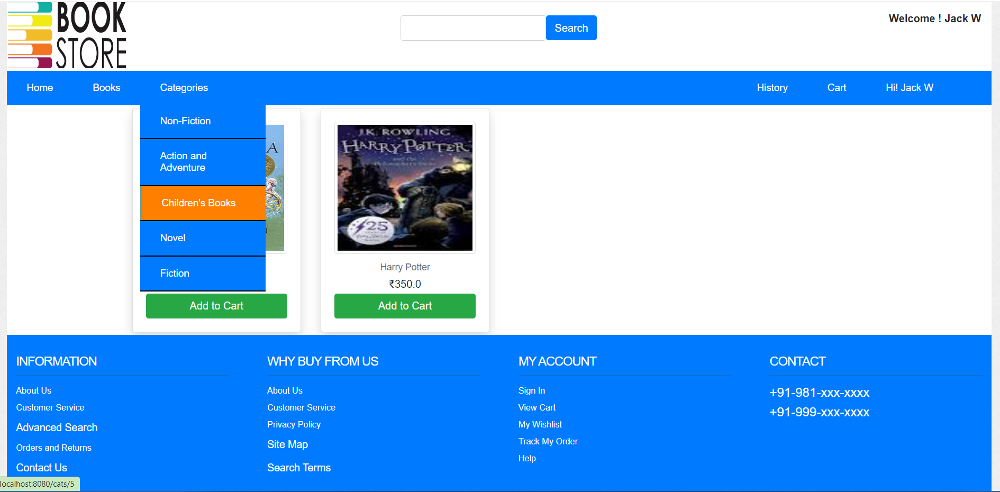 BOOK
STORE
Search
Welcome ! Jack W
Home
Books
Categories
History
Cart
Hi! Jack W
Non-Fiction
Action and
Adventure
Children's Books
Novel
Fiction
A
Add to Cart
J.K. ROWLING
HARRY POTTER
and the
Philosopher's Stone
25
Harry Potter
₹350.0
Add to Cart
INFORMATION
About Us
Customer Service
Advanced Search
Orders and Returns
Contact Us
WHY BUY FROM US
About Us
Customer Service
Privacy Policy
Site Map
Search Terms
MY ACCOUNT
Sign In
View Cart
My Wishlist
Track My Order
Help
CONTACT
+91-981-xxx-xxxx
+91-999-xxx-xxxx
localhost:8080/cats/5